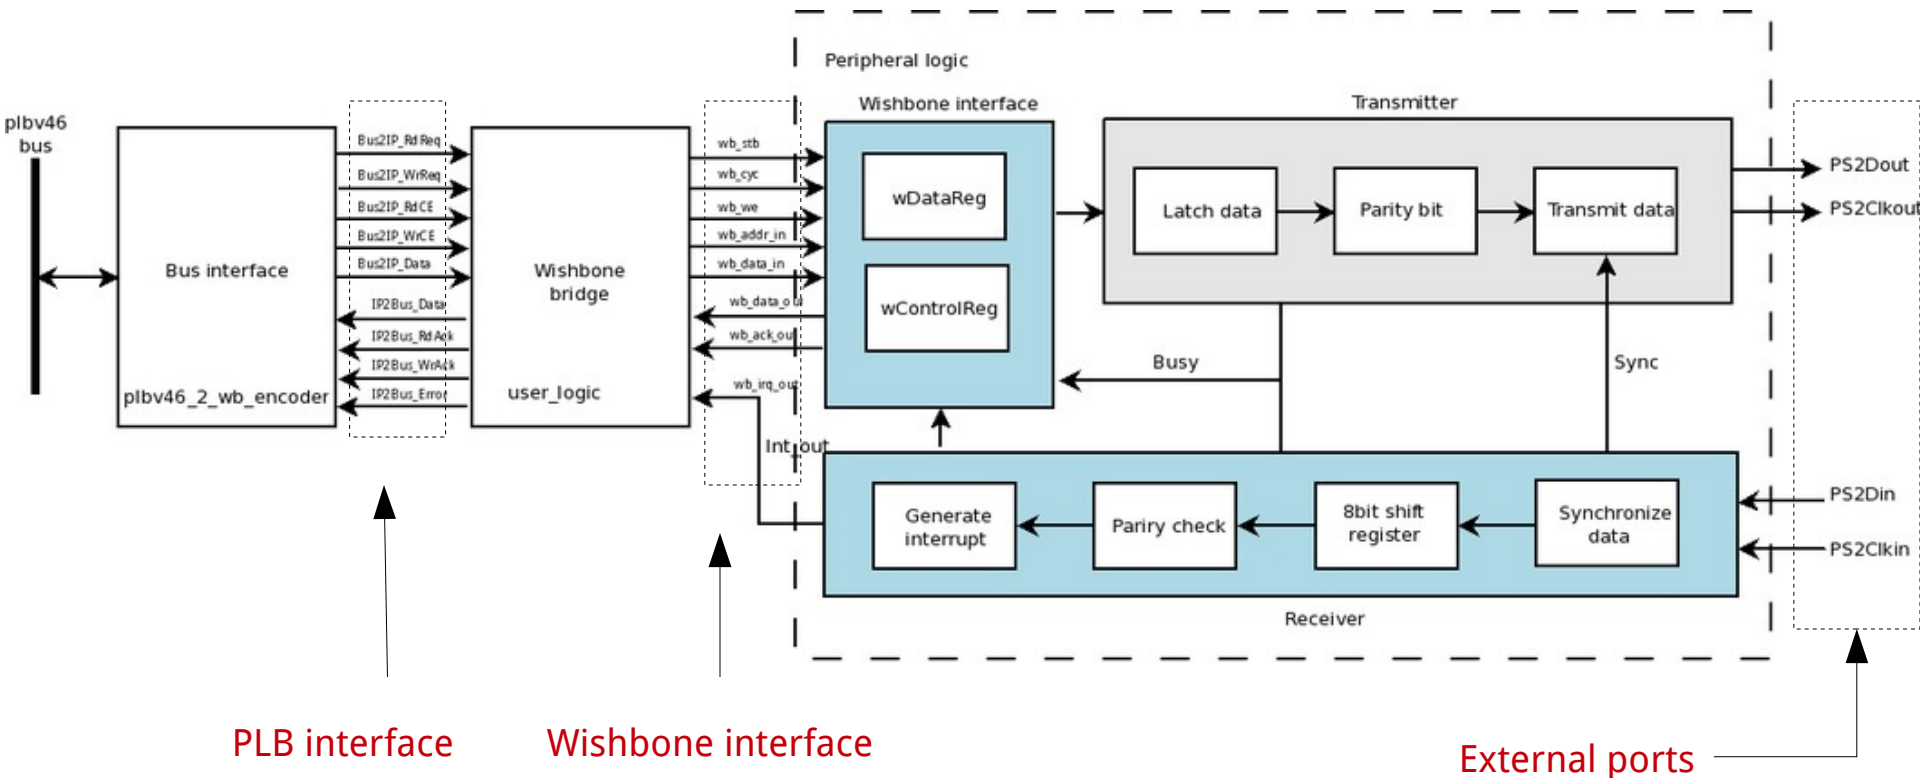 Peripheral logic
plbv46
bus
Bus interface
plbv46_2_wb_encoder
Bus2IP_RdReq
Bus2IP_WrReq
Bus2IP_RdCE
Bus2IP_WrCE
Bus2IP_Data
IP2Bus_Data
IP2Bus_RdAck
IP2Bus_WrAck
IP2Bus_Error
Wishbone
bridge
user_logic
wb_stb
wb_cyc
wb_we
wb_addr_in
wb_data_in
wb_data_out
wb_ack_out
wb_irq_out
Int_out
Wishbone interface
wDataReg
wControlReg
Transmitter
Latch data
Parity bit
Transmit data
Busy
Sync
Generate
interrupt
Pariry check
8bit shift
register
Synchronize
data
Receiver
PS2Dout
PS2Clkout
PS2Din
PS2Clkin
PLB interface
Wishbone interface
External ports